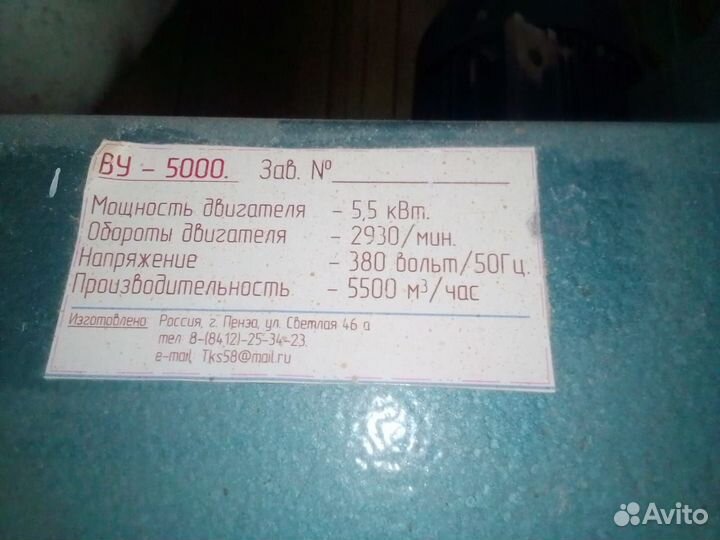 ВУ - 5000. Зав. №
Мощность двигателя - 5,5 кВт.
Обороты двигателя - 2930/мин.
Напряжение - 380 вольт/50Гц.
Производительность - 5500 м³/час
Изготовлено: Россия, г. Пенза, ул. Светлая 46 а
тел. 8-(8412)-25-34-23.
e-mail, Tks58@mail.ru
Avito